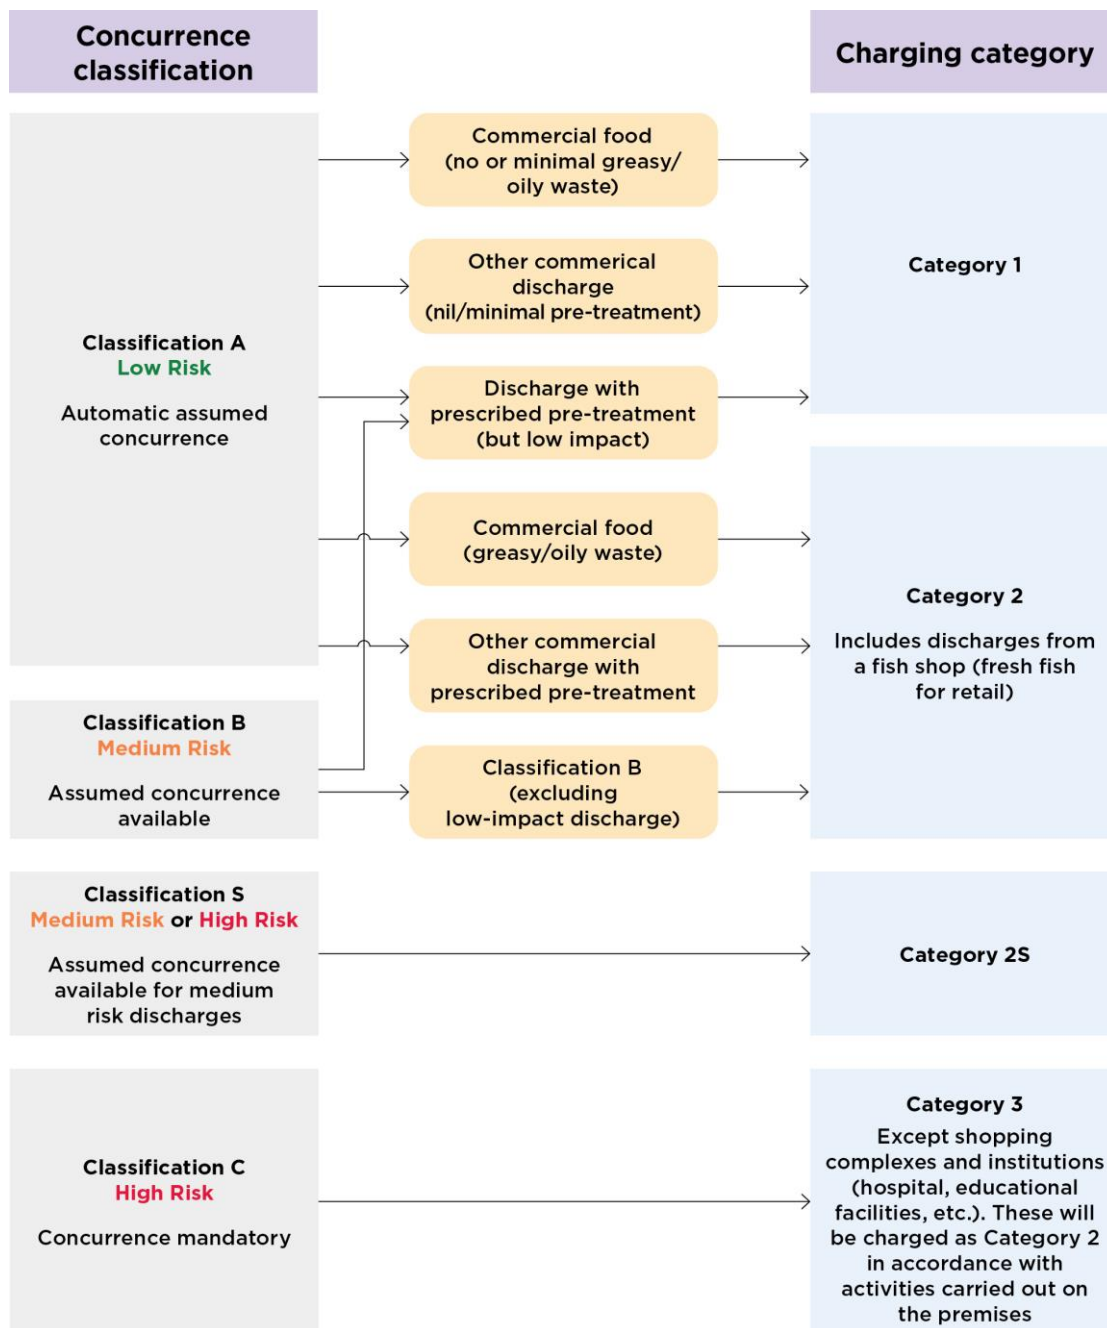 Concurrence
classification
Charging category
Classification A
Low Risk
Automatic assumed
concurrence
Commercial food
(no or minimal greasy/
oily waste)
Other commerical
discharge
(nil/minimal pre-treatment)
Discharge with
prescribed pre-treatment
(but low impact)
Category 1
Commercial food
(greasy/oily waste)
Other commercial
discharge with
prescribed pre-treatment
Classification B
Medium Risk
Assumed concurrence
available
Classification B
(excluding
low-impact discharge)
Category 2
Includes discharges from
a fish shop (fresh fish
for retail)
Classification S
Medium Risk or High Risk
Assumed concurrence
available for medium
risk discharges
Category 2S
Classification C
High Risk
Concurrence mandatory
Category 3
Except shopping
complexes and institutions
(hospital, educational
facilities, etc.). These will
be charged as Category 2
in accordance with
activities carried out on
the premises